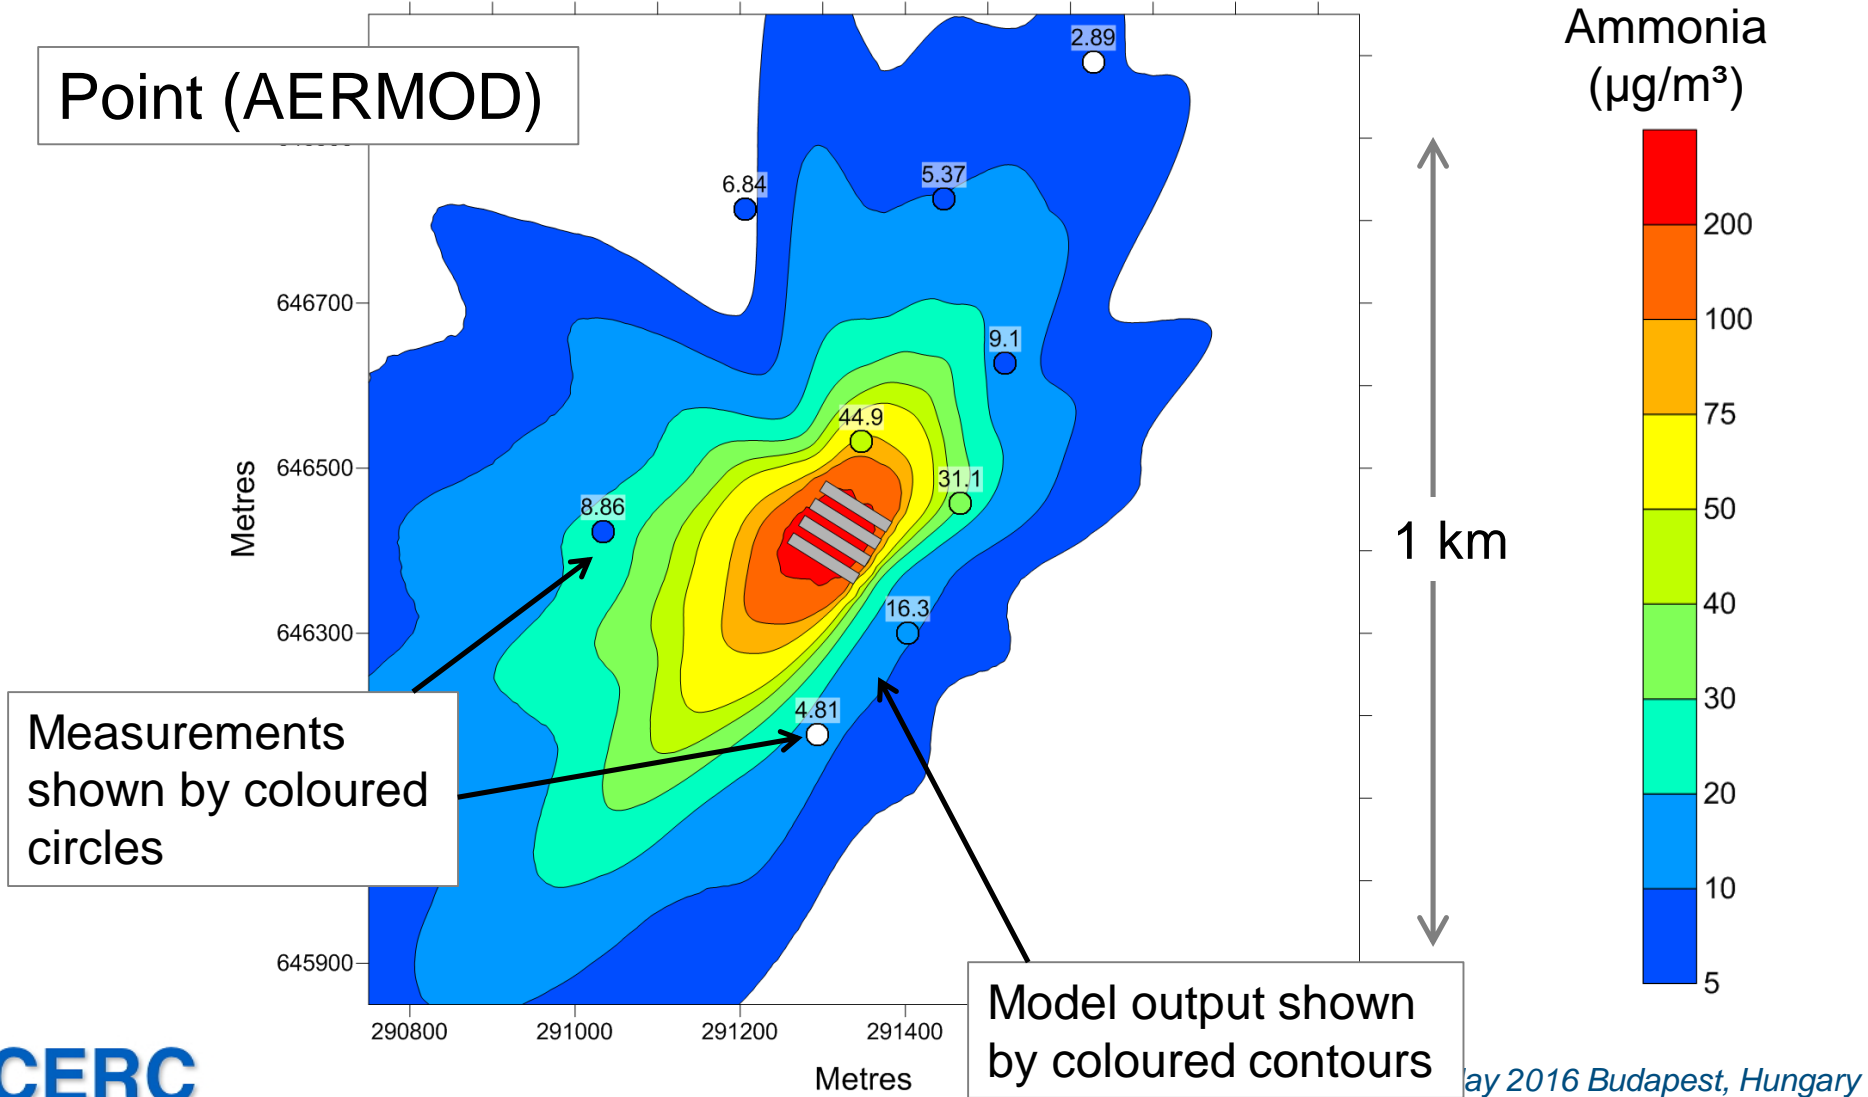 Point (AERMOD)
Ammonia
(µg/m³)
2.89
5.37
6.84
9.1
44.9
31.1
8.86
16.3
4.81
646700
646500
646300
645900
Metres
290800
291000
291200
291400
Metres
200
100
75
50
40
30
20
10
5
1 km
Measurements
shown by coloured
circles
Model output shown
by coloured contours
CERC
2016 Budapest, Hungary